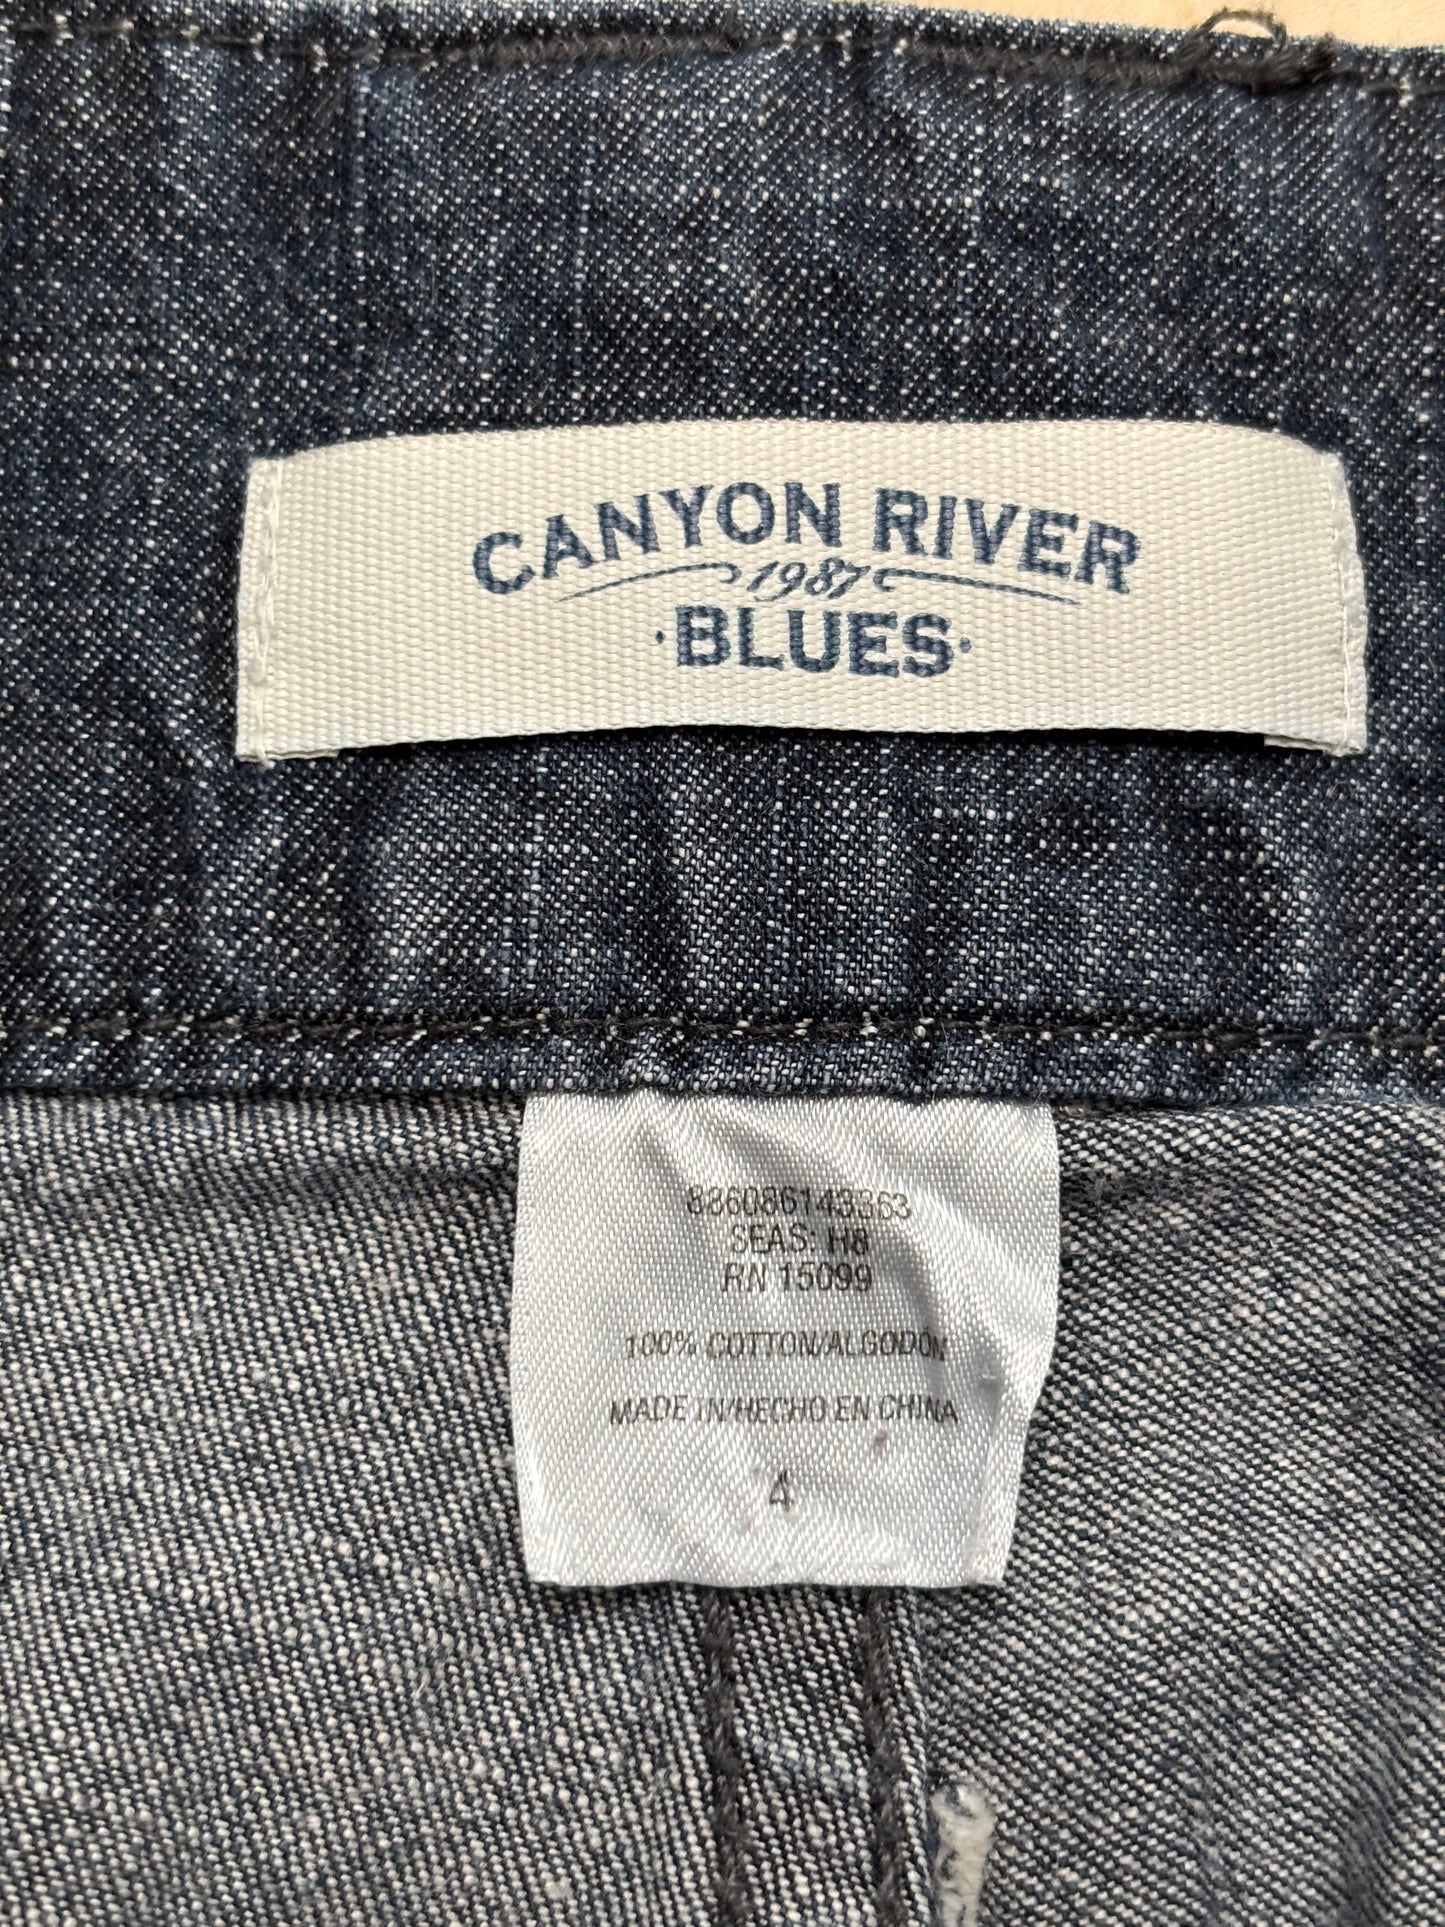 CANYON RIVER
1987
·BLUES·
886086143363
SEAS: H8
RN 15099
100% COTTON/ALGODÓN
MADE IN/HECHO EN CHINA
4